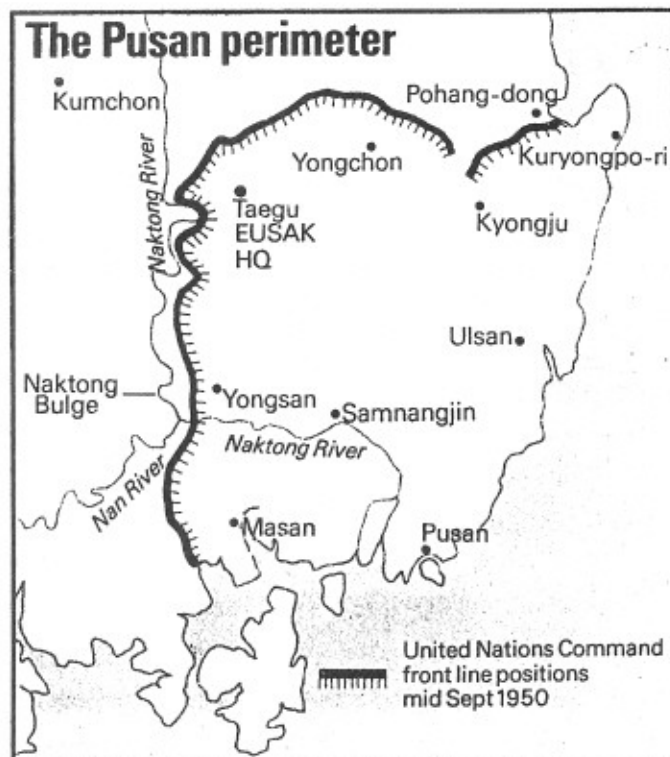 The Pusan perimeter
Kumchon
Pohang-dong
Yongchon
Kuryongpo-ri
Naktong River
Taegu
EUSAK
HQ
Kyongju
Ulsan
Naktong
Bulge
Yongsan
Samnangjin
Naktong River
Nan River
Masan
Pusan
United Nations Command
front line positions
mid Sept 1950